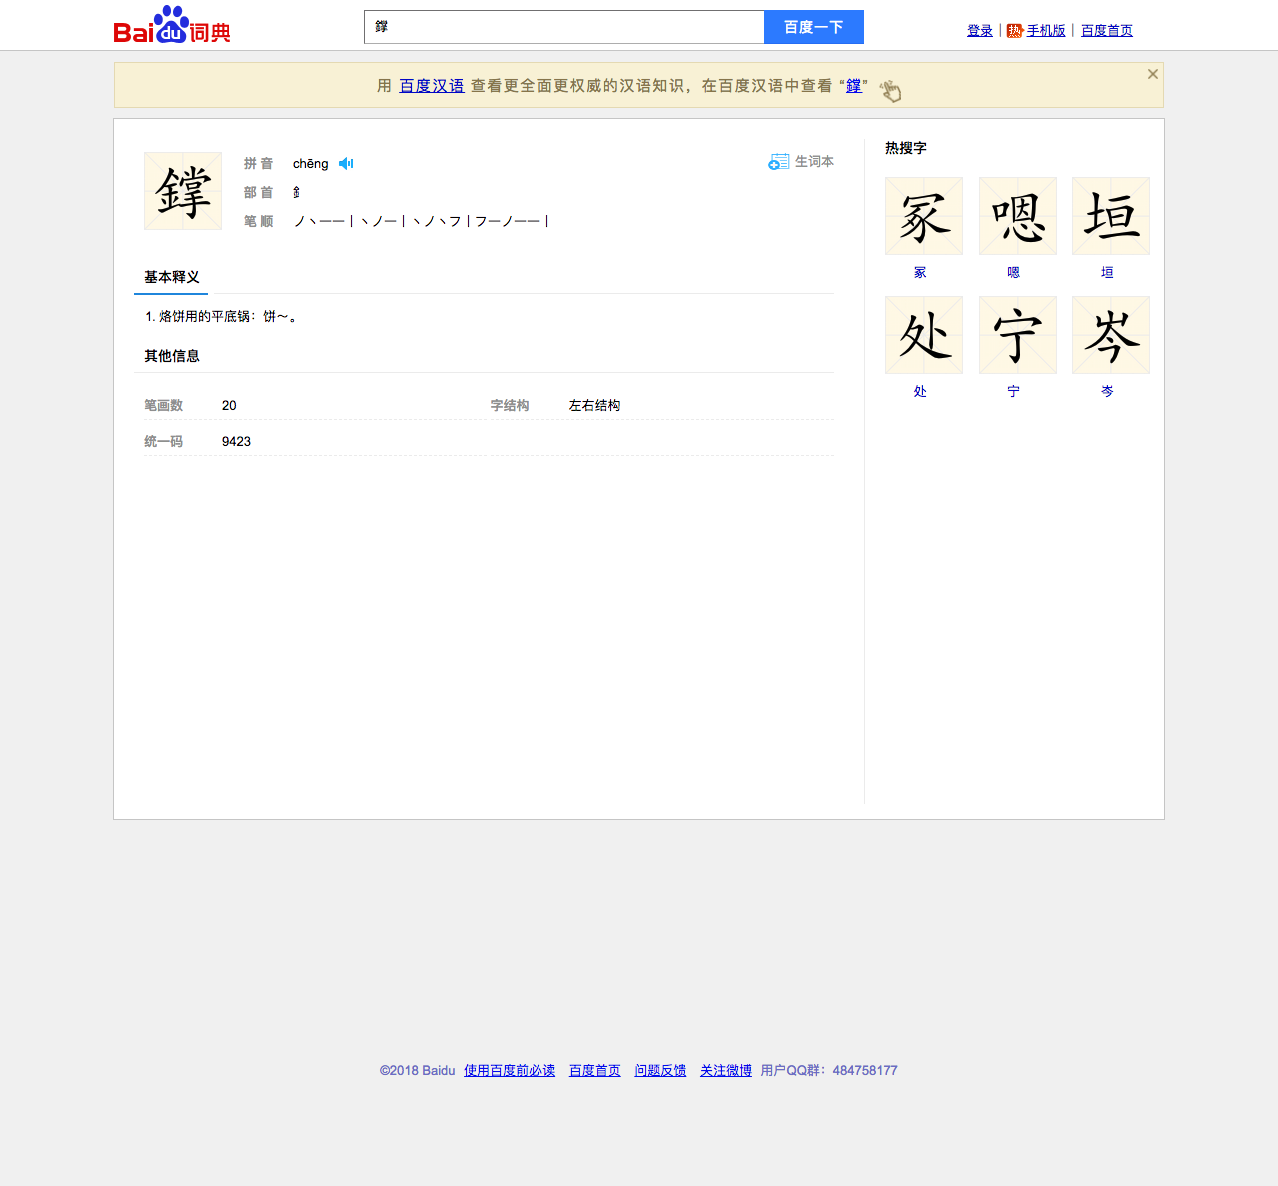 Bai du 词典
鐣
百度一下
登录 | 热 手机版 | 百度首页
用 百度汉语 查看更全面更权威的汉语知识，在百度汉语中查看 “鐣”
鐣
拼 音 chēng
生词本
部 首 釒
笔 顺 ノ丶一一丨丶ノ一丨丶ノ丶フ丨フ一ノ一一丨
基本释义
1. 烙饼用的平底锅：饼～。
其他信息
笔画数 20 字结构 左右结构
统一码 9423
热搜字
冢 嗯 垣
冢 嗯 垣
处 宁 岑
处 宁 岑
©2018 Baidu 使用百度前必读 百度首页 问题反馈 关注微博 用户QQ群：484758177